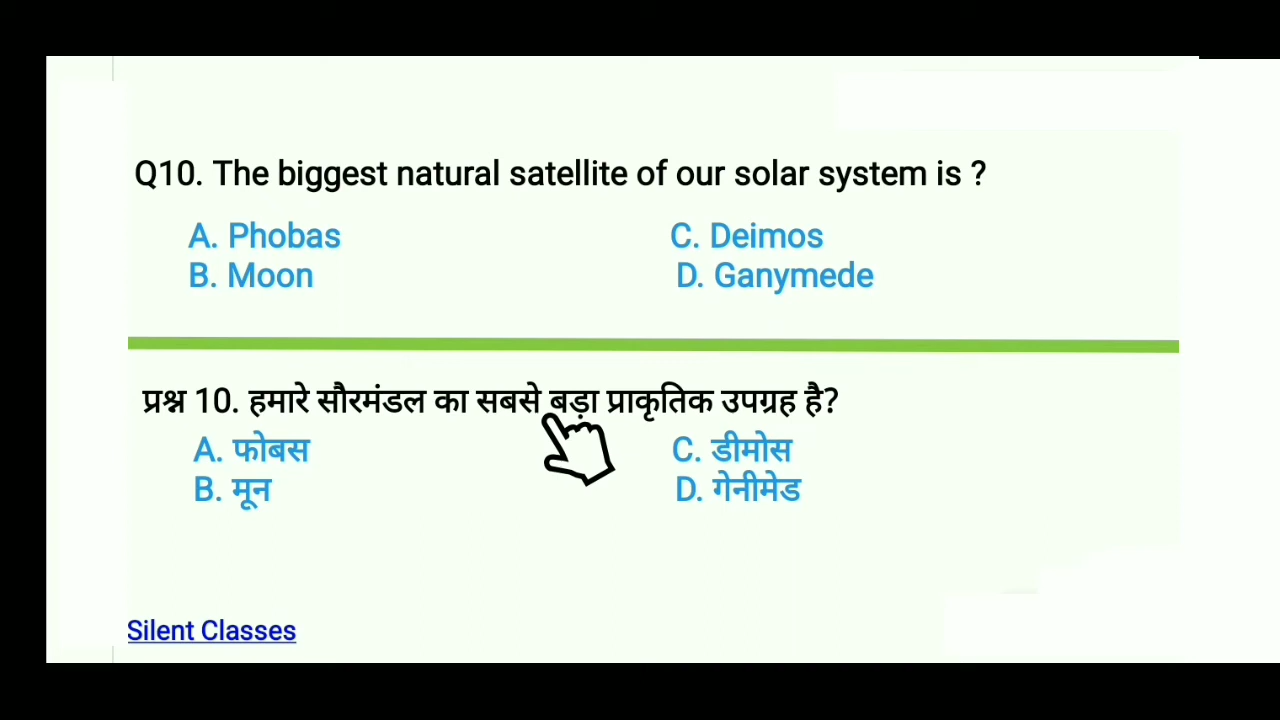 Q10. The biggest natural satellite of our solar system is ?
A. Phobas
C. Deimos
B. Moon
D. Ganymede
प्रश्न 10. हमारे सौरमंडल का सबसे बड़ा प्राकृतिक उपग्रह है?
A. फोबस
C. डीमोस
B. मून
D. गेनीमेड
Silent Classes